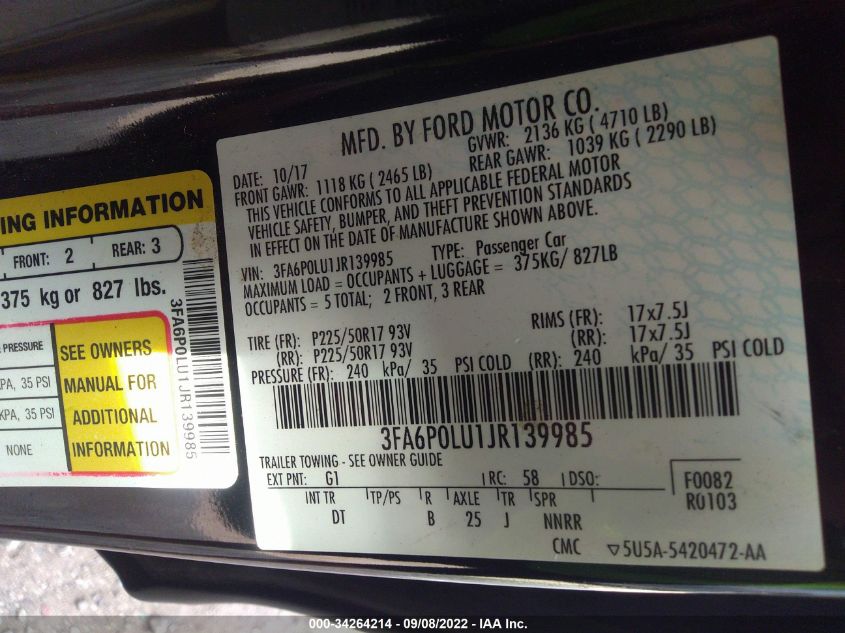 MFD. BY FORD MOTOR CO.
DATE: 10/17 GVWR: 2136 KG ( 4710 LB)
FRONT GAWR: 1118 KG ( 2465 LB) REAR GAWR: 1039 KG ( 2290 LB)
THIS VEHICLE CONFORMS TO ALL APPLICABLE FEDERAL MOTOR
VEHICLE SAFETY, BUMPER, AND THEFT PREVENTION STANDARDS
IN EFFECT ON THE DATE OF MANUFACTURE SHOWN ABOVE.
VIN: 3FA6P0LU1JR139985 TYPE: Passenger Car
MAXIMUM LOAD = OCCUPANTS + LUGGAGE = 375KG/ 827LB
OCCUPANTS = 5 TOTAL; 2 FRONT, 3 REAR
TIRE (FR): P225/50R17 93V RIMS (FR): 17x7.5J
(RR): P225/50R17 93V (RR): 17x7.5J
PRESSURE (FR): 240 kPa/ 35 PSI COLD (RR): 240 kPa/ 35 PSI COLD
3FA6P0LU1JR139985
TRAILER TOWING - SEE OWNER GUIDE
EXT PNT: G1 RC: 58 DSO: F0082
R0103
INT TR TP/PS R AXLE TR SPR
DT B 25 J NNRR
CMC ▽5U5A-5420472-AA
ING INFORMATION
FRONT: 2 REAR: 3
375 kg or 827 lbs.
PRESSURE
KPA, 35 PSI
KPA, 35 PSI
NONE
SEE OWNERS
MANUAL FOR
ADDITIONAL
INFORMATION
3FA6P0LU1JR139985
000-34264214 - 09/08/2022 - IAA Inc.